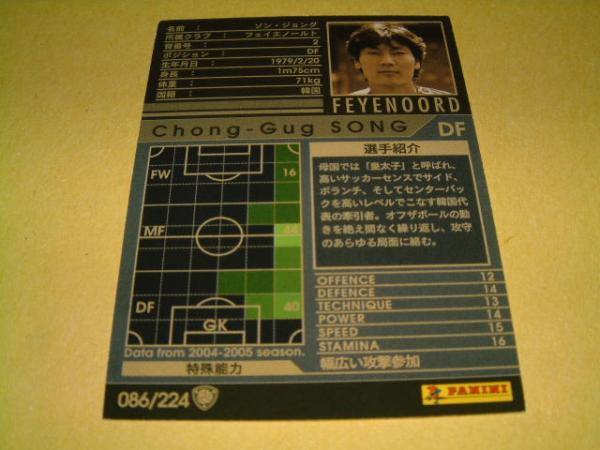 名前： ソン・ジョング
所属クラブ： フェイエノールト
背番号： 2
ポジション： DF
生年月日： 1979/2/20
身長： 1m75cm
体重： 71kg
国籍： 韓国
FEYENOORD
Chong-Gug SONG DF
FW
16
MF
44
DF
40
GK
Data from 2004-2005 season.
選手紹介
母国では「皇太子」と呼ばれ、
高いサッカーセンスでサイド、
ボランチ、そしてセンターバッ
クを高いレベルでこなす韓国代
表の牽引者。オフザボールの動
きを絶え間なく繰り返し、攻守
のあらゆる局面に絡む。
OFFENCE 12
DEFENCE 14
TECHNIQUE 13
POWER 14
SPEED 15
STAMINA 16
特殊能力 幅広い攻撃参加
086/224
PANINI